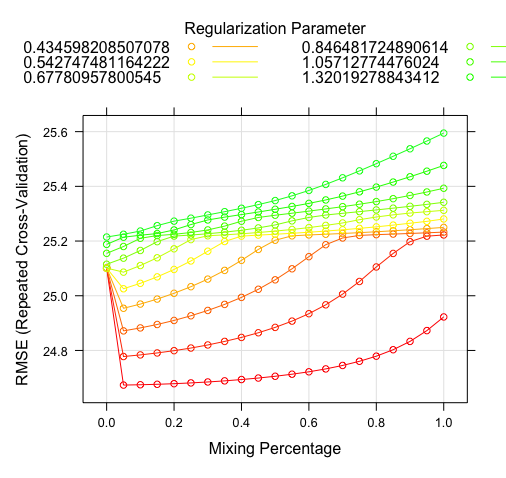 Regularization Parameter
0.434598208507078 0.846481724890614
0.542747481164222 1.05712774476024
0.67780957800545 1.32019278843412
25.6
25.4
25.2
25.0
24.8
RMSE (Repeated Cross-Validation)
0.0 0.2 0.4 0.6 0.8 1.0
Mixing Percentage